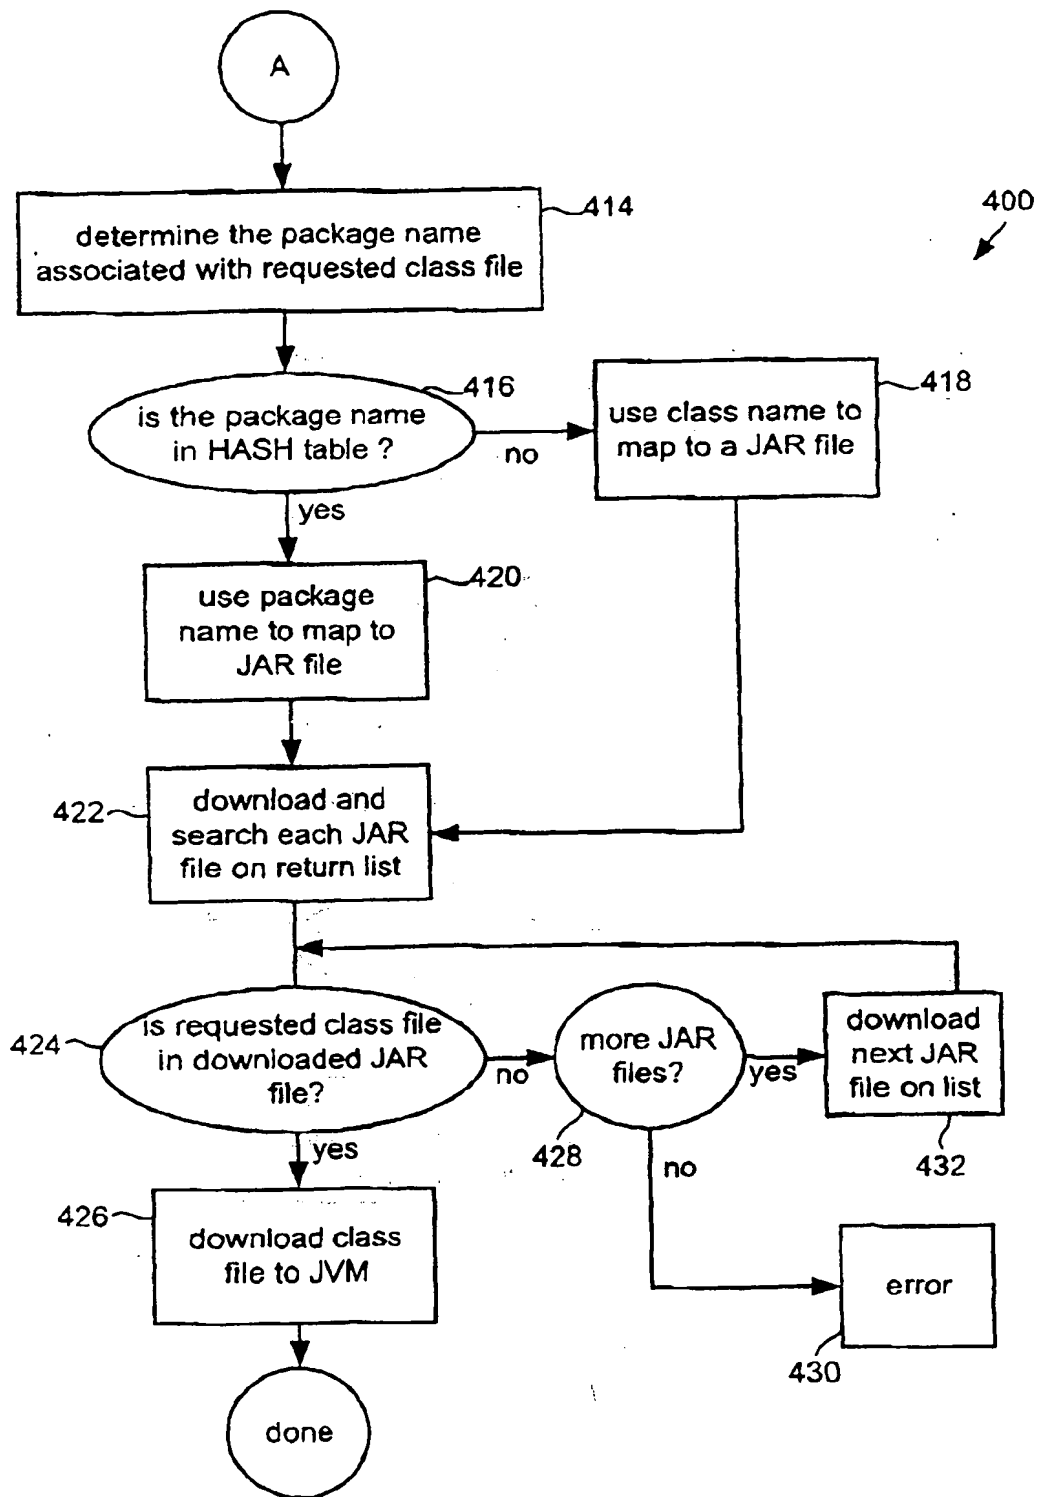 A
414
400
determine the package name
associated with requested class file
416
is the package name
in HASH table ?
no
418
use class name to
map to a JAR file
yes
420
use package
name to map to
JAR file
422
download and
search each JAR
file on return list
424
is requested class file
in downloaded JAR
file?
no
more JAR
files?
yes
download
next JAR
file on list
428
432
yes
no
426
download class
file to JVM
error
430
done